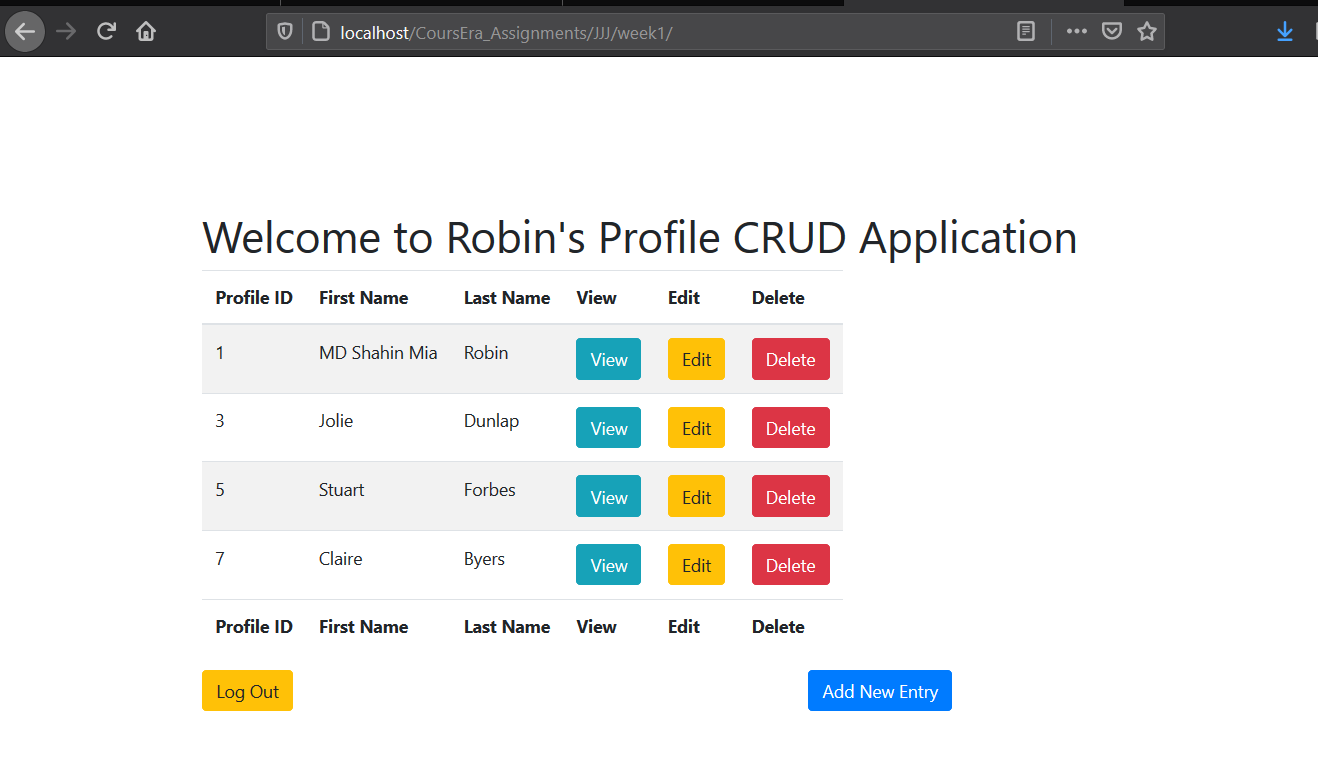 localhost/CoursEra_Assignments/JJJ/week1/
Welcome to Robin's Profile CRUD Application
Profile ID First Name Last Name View Edit Delete
1 MD Shahin Mia Robin View Edit Delete
3 Jolie Dunlap View Edit Delete
5 Stuart Forbes View Edit Delete
7 Claire Byers View Edit Delete
Profile ID First Name Last Name View Edit Delete
Log Out Add New Entry